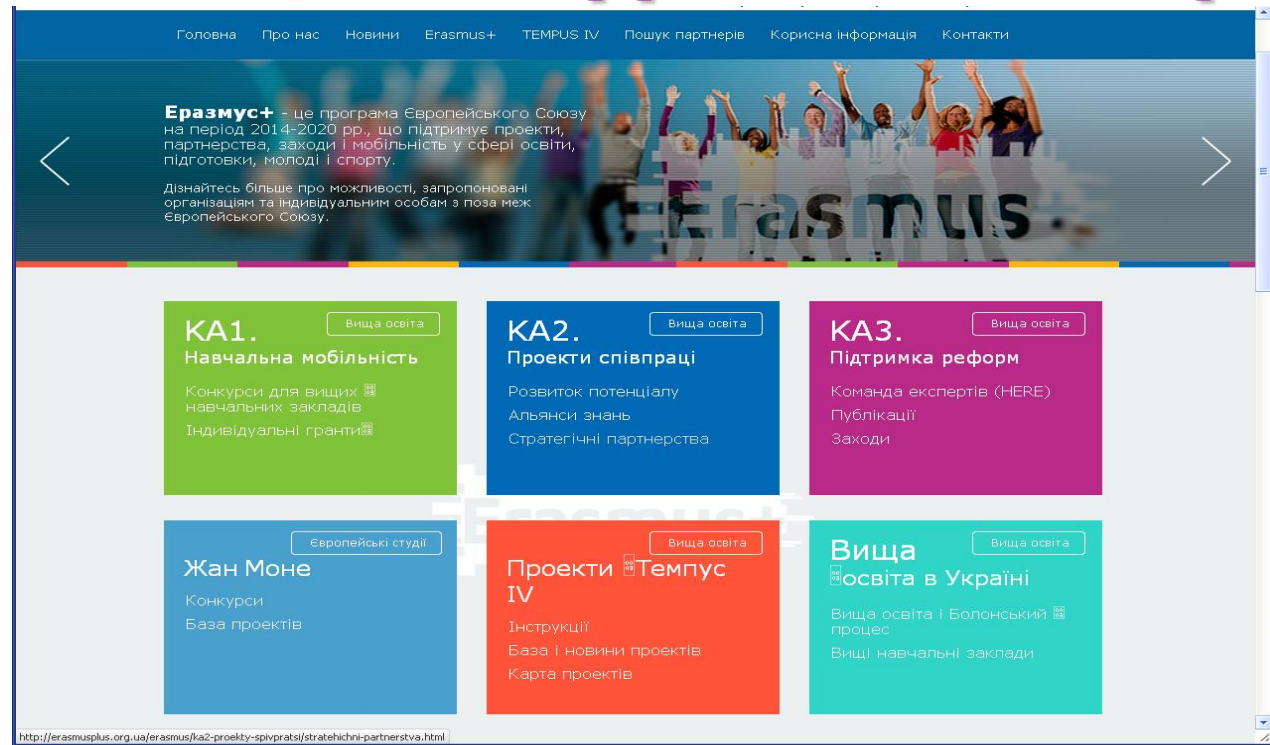 Головна Про нас Новини Erasmus+ TEMPUS IV Пошук партнерів Корисна інформація Контакти
Еразмус+ - це програма Європейського Союзу
на період 2014-2020 рр., що підтримує проекти,
партнерства, заходи і мобільність у сфері освіти,
підготовки, молоді і спорту.
Дізнайтесь більше про можливості, запропоновані
організаціям та індивідуальним особам з поза меж
Європейського Союзу.
Erasmus+
КА1.
Вища освіта
Навчальна мобільність
Конкурси для вищих
навчальних закладів
Індивідуальні гранти
КА2.
Вища освіта
Проекти співпраці
Розвиток потенціалу
Альянси знань
Стратегічні партнерства
КА3.
Вища освіта
Підтримка реформ
Команда експертів (HERE)
Публікації
Заходи
Erasmus+
Європейські студії
Жан Моне
Конкурси
База проектів
Вища освіта
Проекти Темпус
IV
Інструкції
База і новини проектів
Карта проектів
Вища освіта
Вища
освіта в Україні
Вища освіта і Болонський
процес
Вищі навчальні заклади
http://erasmusplus.org.ua/erasmus/ka2-proekty-spivpratsi/stratehichni-partnerstva.html